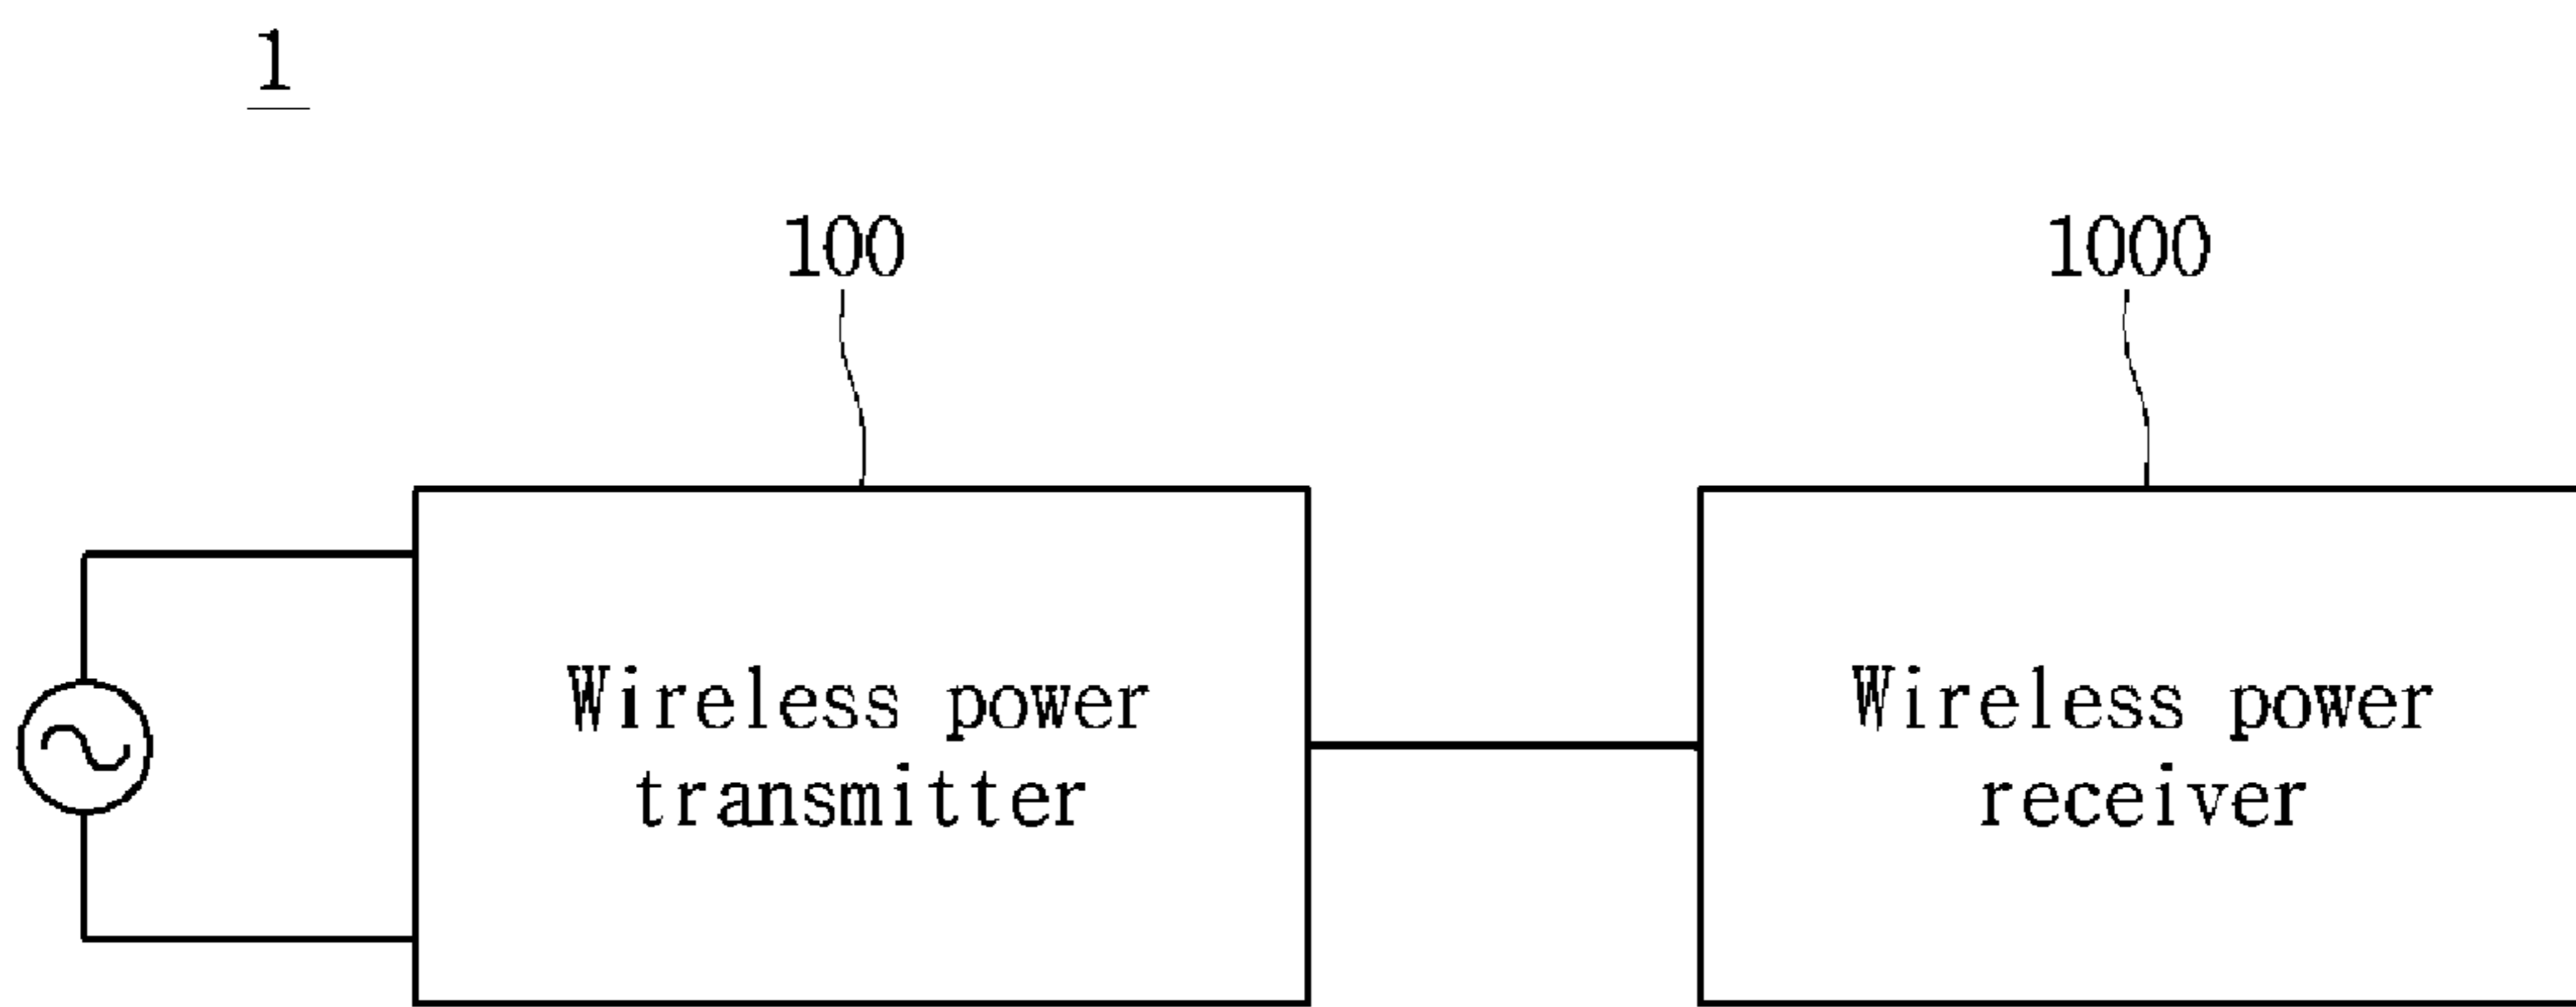 1
100
1000
Wireless power
transmitter
Wireless power
receiver